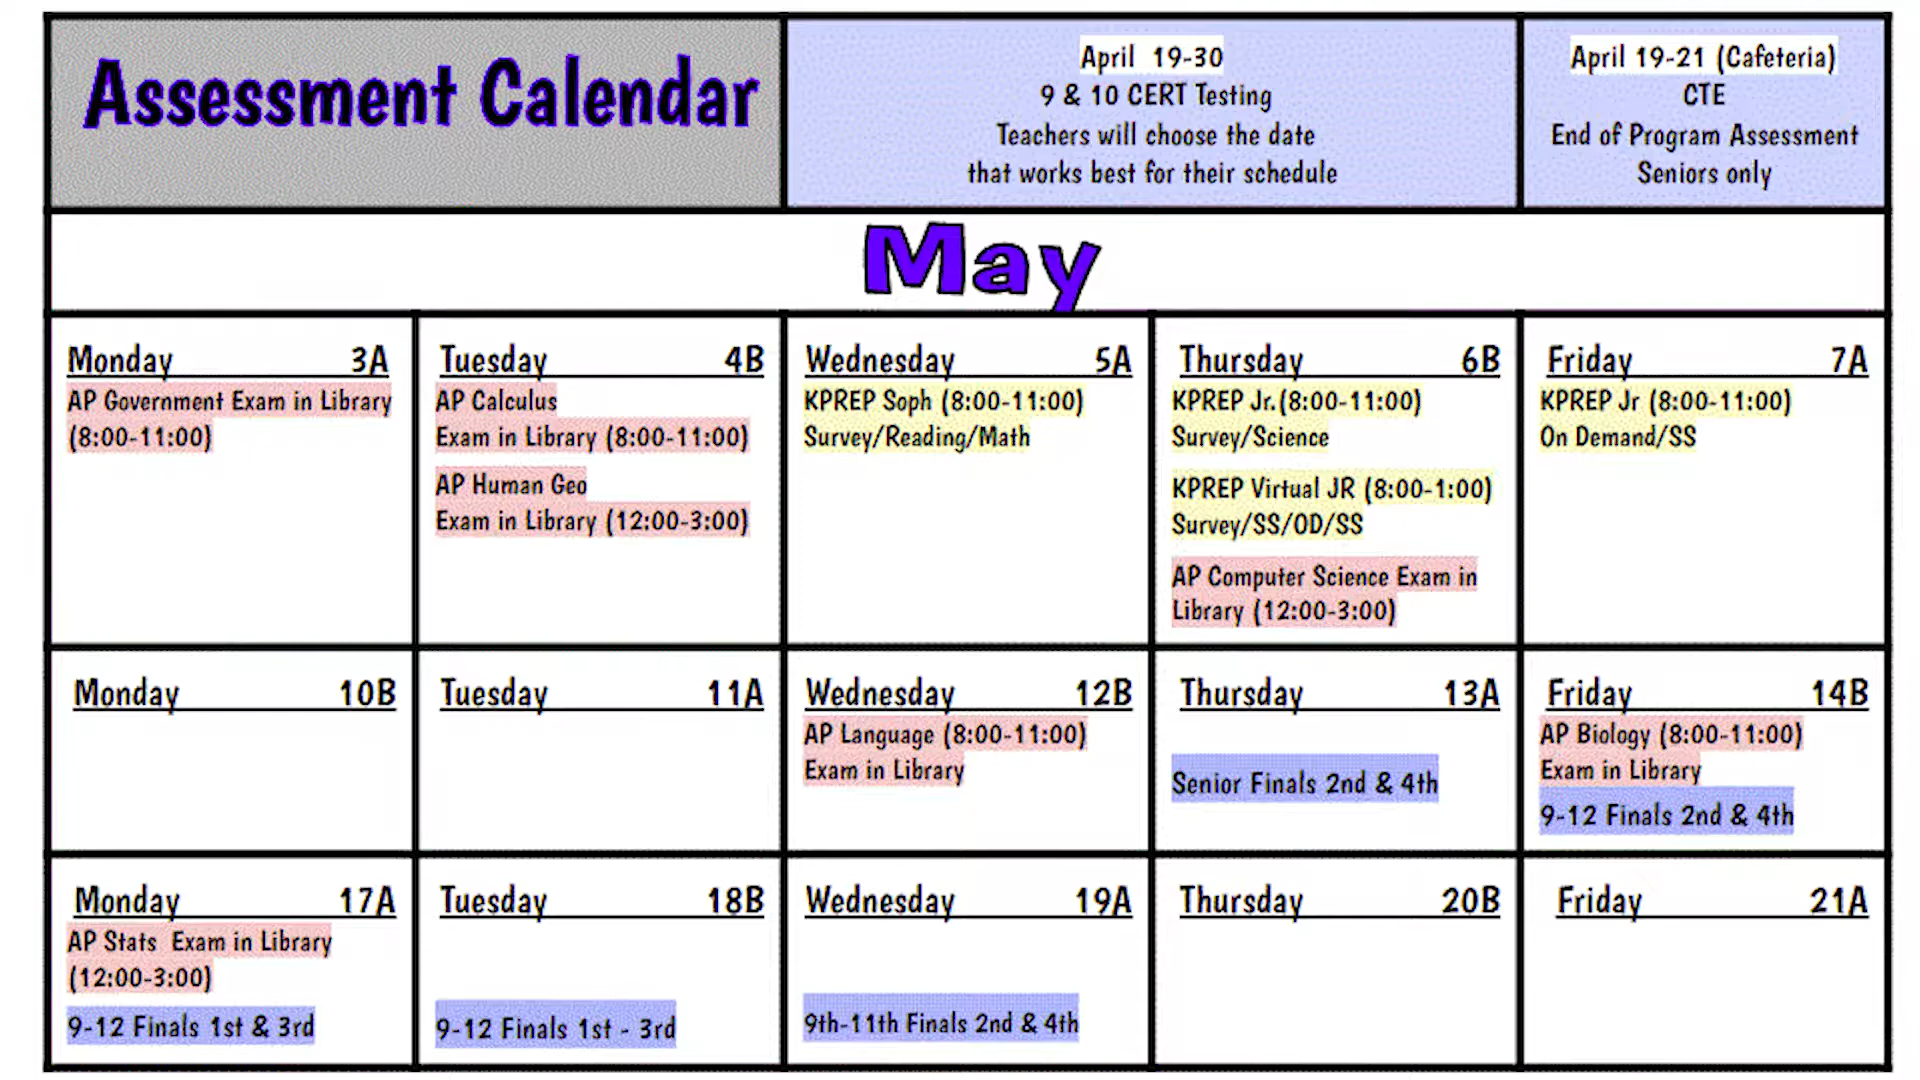 Assessment Calendar
April 19-30
9 & 10 CERT Testing
Teachers will choose the date
that works best for their schedule
April 19-21 (Cafeteria)
CTE
End of Program Assessment
Seniors only
May
Monday 3A
AP Government Exam in Library
(8:00-11:00)
Tuesday 4B
AP Calculus
Exam in Library (8:00-11:00)
AP Human Geo
Exam in Library (12:00-3:00)
Wednesday 5A
KPREP Soph (8:00-11:00)
Survey/Reading/Math
Thursday 6B
KPREP Jr.(8:00-11:00)
Survey/Science
KPREP Virtual JR (8:00-1:00)
Survey/SS/OD/SS
AP Computer Science Exam in
Library (12:00-3:00)
Friday 7A
KPREP Jr (8:00-11:00)
On Demand/SS
Monday 10B
Tuesday 11A
Wednesday 12B
AP Language (8:00-11:00)
Exam in Library
Thursday 13A
Senior Finals 2nd & 4th
Friday 14B
AP Biology (8:00-11:00)
Exam in Library
9-12 Finals 2nd & 4th
Monday 17A
AP Stats Exam in Library
(12:00-3:00)
9-12 Finals 1st & 3rd
Tuesday 18B
9-12 Finals 1st - 3rd
Wednesday 19A
9th-11th Finals 2nd & 4th
Thursday 20B
Friday 21A